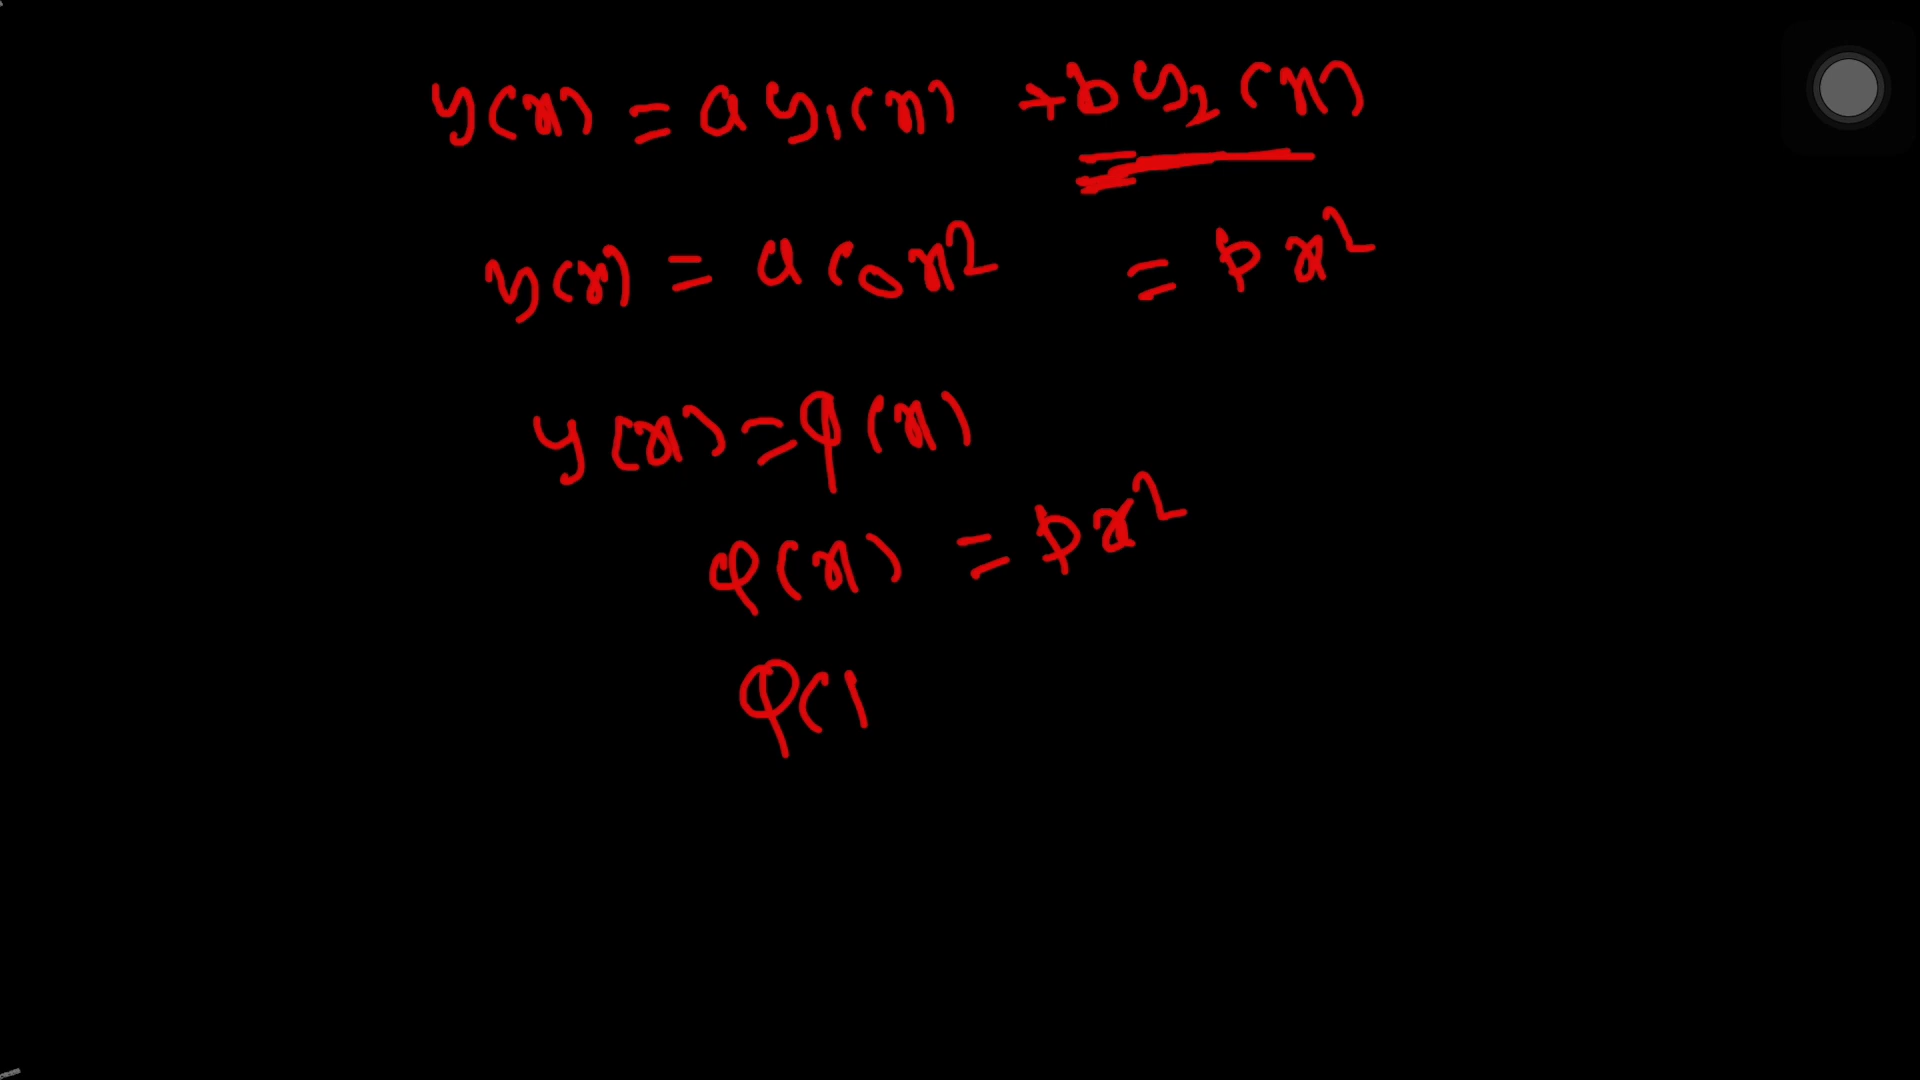 y(x) = a y₁(x) + b y₂(x)
y(x) = a c₀ x² = p x²
y(x) = φ(x)
φ(x) = p x²
φ(1